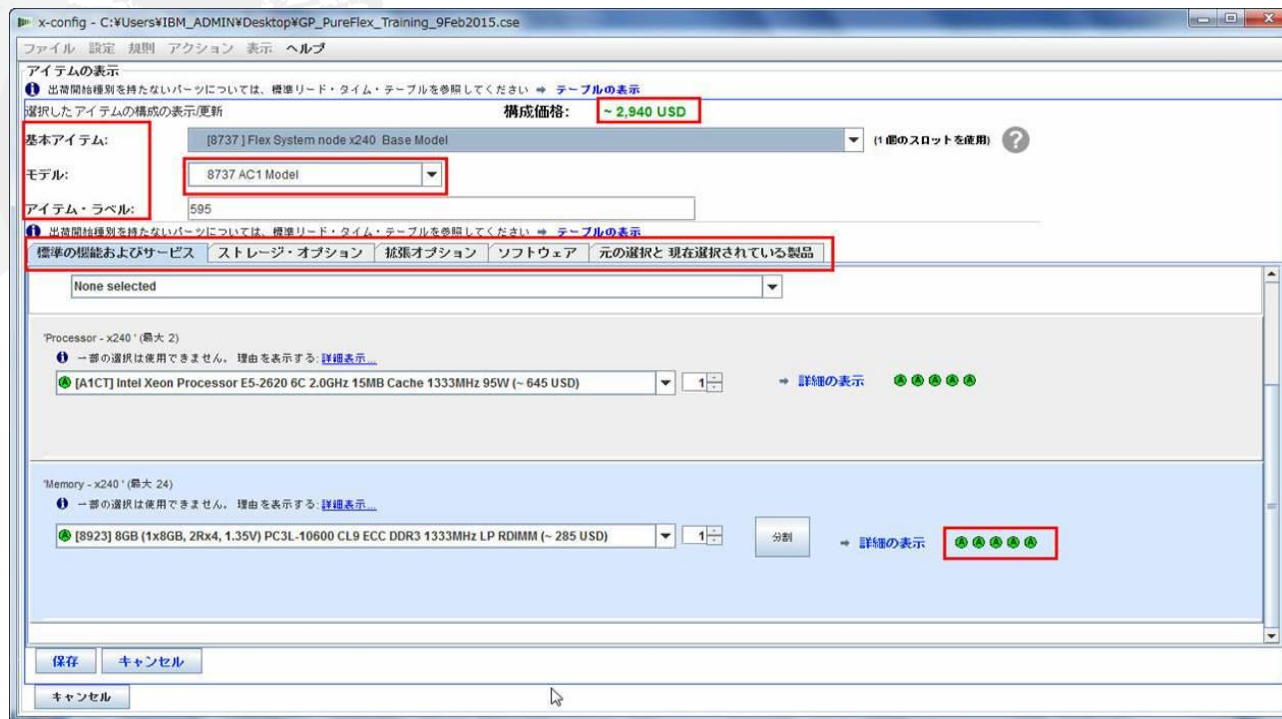 x-config - C:¥Users¥IBM_ADMIN¥Desktop¥GP_PureFlex_Training_9Feb2015.cse
ファイル 設定 規則 アクション 表示 ヘルプ
アイテムの表示
出荷開始種別を持たないパーツについては、標準リード・タイム・テーブルを参照してください ➡ テーブルの表示
選択したアイテムの構成の表示/更新 構成価格: ~ 2,940 USD
基本アイテム: [8737 ] Flex System node x240 Base Model (1 個のスロットを使用) ?
モデル: 8737 AC1 Model
アイテム・ラベル: 595
出荷開始種別を持たないパーツについては、標準リード・タイム・テーブルを参照してください ➡ テーブルの表示
標準の機能およびサービス ストレージ・オプション 拡張オプション ソフトウェア 元の選択と 現在選択されている製品
None selected
'Processor - x240 ' (最大 2)
一部の選択は使用できません。 理由を表示する: 詳細表示...
Ⓐ [A1CT] Intel Xeon Processor E5-2620 6C 2.0GHz 15MB Cache 1333MHz 95W (~ 645 USD) 1 ➡ 詳細の表示 Ⓐ Ⓐ Ⓐ Ⓐ Ⓐ
'Memory - x240 ' (最大 24)
一部の選択は使用できません。 理由を表示する: 詳細表示...
Ⓐ [8923] 8GB (1x8GB, 2Rx4, 1.35V) PC3L-10600 CL9 ECC DDR3 1333MHz LP RDIMM (~ 285 USD) 1 分割 ➡ 詳細の表示 Ⓐ Ⓐ Ⓐ Ⓐ Ⓐ
保存 キャンセル
キャンセル